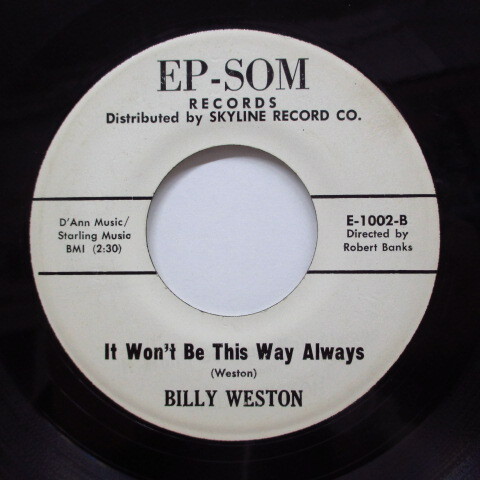 EP-SOM
RECORDS
Distributed by SKYLINE RECORD CO.
D'Ann Music/
Starling Music
BMI (2:30)
E-1002-B
Directed by
Robert Banks
It Won't Be This Way Always
(Weston)
BILLY WESTON